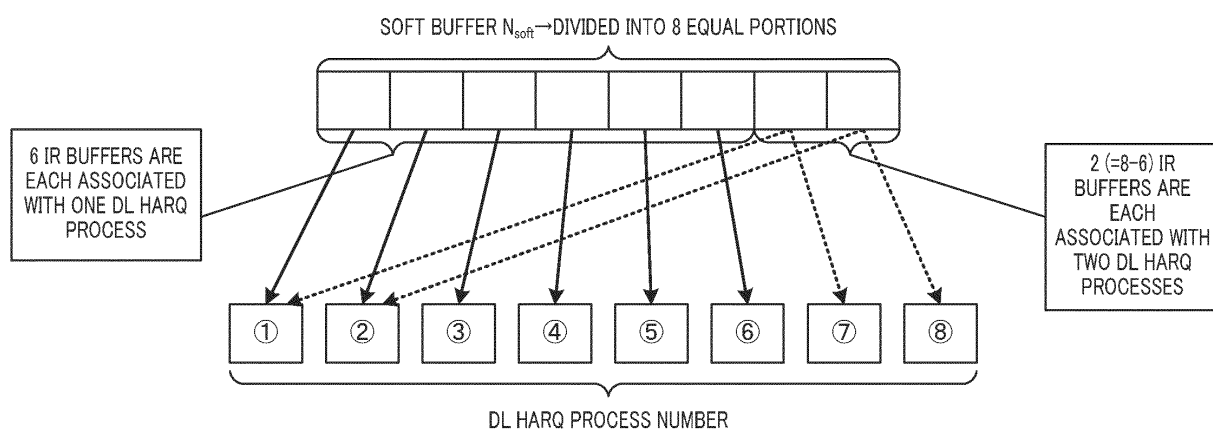 SOFT BUFFER Nsoft→DIVIDED INTO 8 EQUAL PORTIONS
6 IR BUFFERS ARE
EACH ASSOCIATED
WITH ONE DL HARQ
PROCESS
2 (=8-6) IR
BUFFERS ARE
EACH
ASSOCIATED WITH
TWO DL HARQ
PROCESSES
① ② ③ ④ ⑤ ⑥ ⑦ ⑧
DL HARQ PROCESS NUMBER